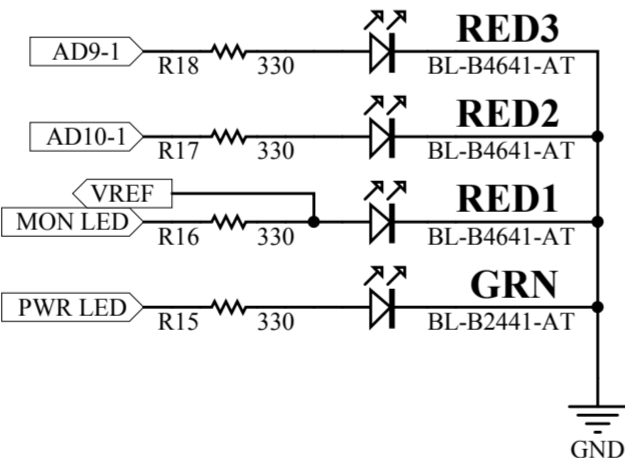 RED3
AD9-1
R18 330 BL-B4641-AT
RED2
AD10-1
R17 330 BL-B4641-AT
VREF
RED1
MON LED
R16 330 BL-B4641-AT
GRN
PWR LED
R15 330 BL-B2441-AT
GND